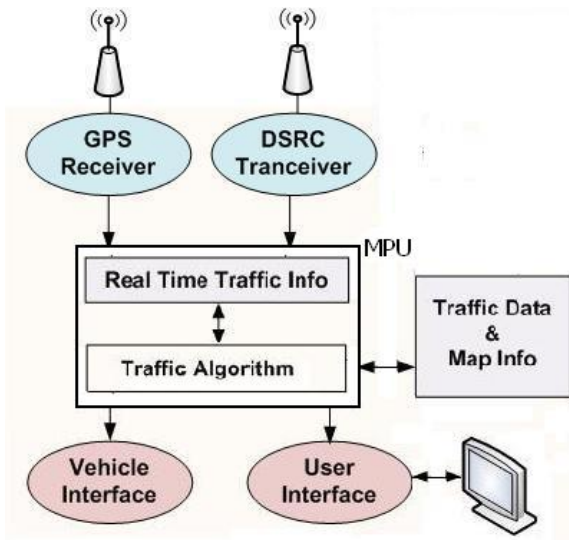 GPS
Receiver
DSRC
Tranceiver
MPU
Real Time Traffic Info
Traffic Algorithm
Traffic Data
&
Map Info
Vehicle
Interface
User
Interface